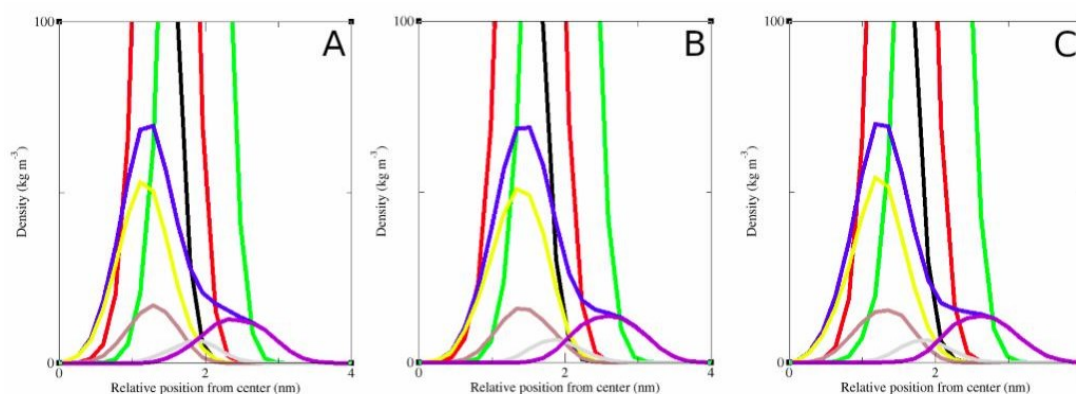 100
A
Density (kg m⁻³)
0
0
2
4
Relative position from center (nm)
100
B
Density (kg m⁻³)
0
0
2
4
Relative position from center (nm)
100
C
Density (kg m⁻³)
0
0
2
Relative position from center (nm)